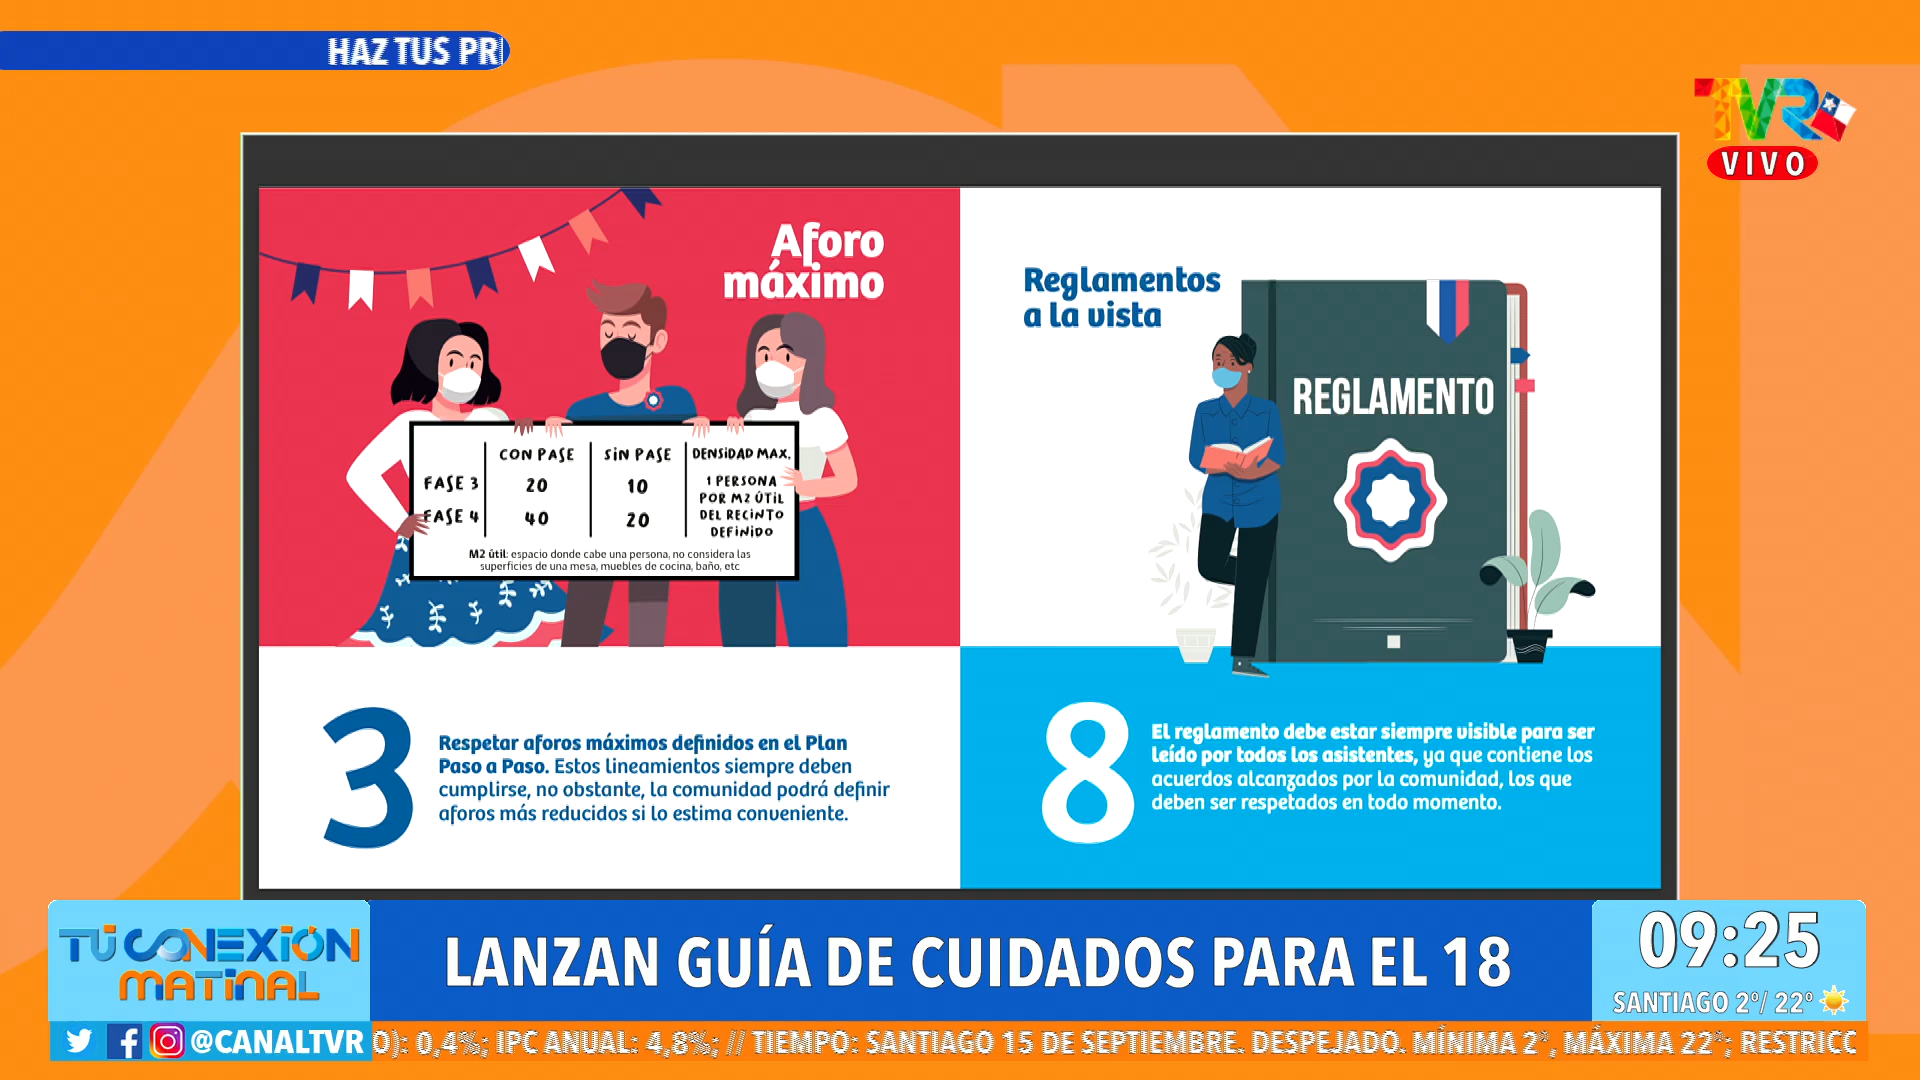 HAZ TUS PR
TVR
VIVO
Aforo
máximo
CON PASE SIN PASE DENSIDAD MAX.
FASE 3 20 10 1 PERSONA
POR M2 ÚTIL
FASE 4 40 20 DEL RECINTO
DEFINIDO
M2 útil: espacio donde cabe una persona, no considera las
superficies de una mesa, muebles de cocina, baño, etc
3
Respetar aforos máximos definidos en el Plan
Paso a Paso. Estos lineamientos siempre deben
cumplirse, no obstante, la comunidad podrá definir
aforos más reducidos si lo estima conveniente.
Reglamentos
a la vista
REGLAMENTO
8
El reglamento debe estar siempre visible para ser
leído por todos los asistentes, ya que contiene los
acuerdos alcanzados por la comunidad, los que
deben ser respetados en todo momento.
TU CONEXIÓN
MATINAL
LANZAN GUÍA DE CUIDADOS PARA EL 18
09:25
SANTIAGO 2º/ 22º
@CANALTVR
O): 0,4%; IPC ANUAL: 4,8%; // TIEMPO: SANTIAGO 15 DE SEPTIEMBRE. DESPEJADO. MÍNIMA 2°, MÁXIMA 22°; RESTRICC